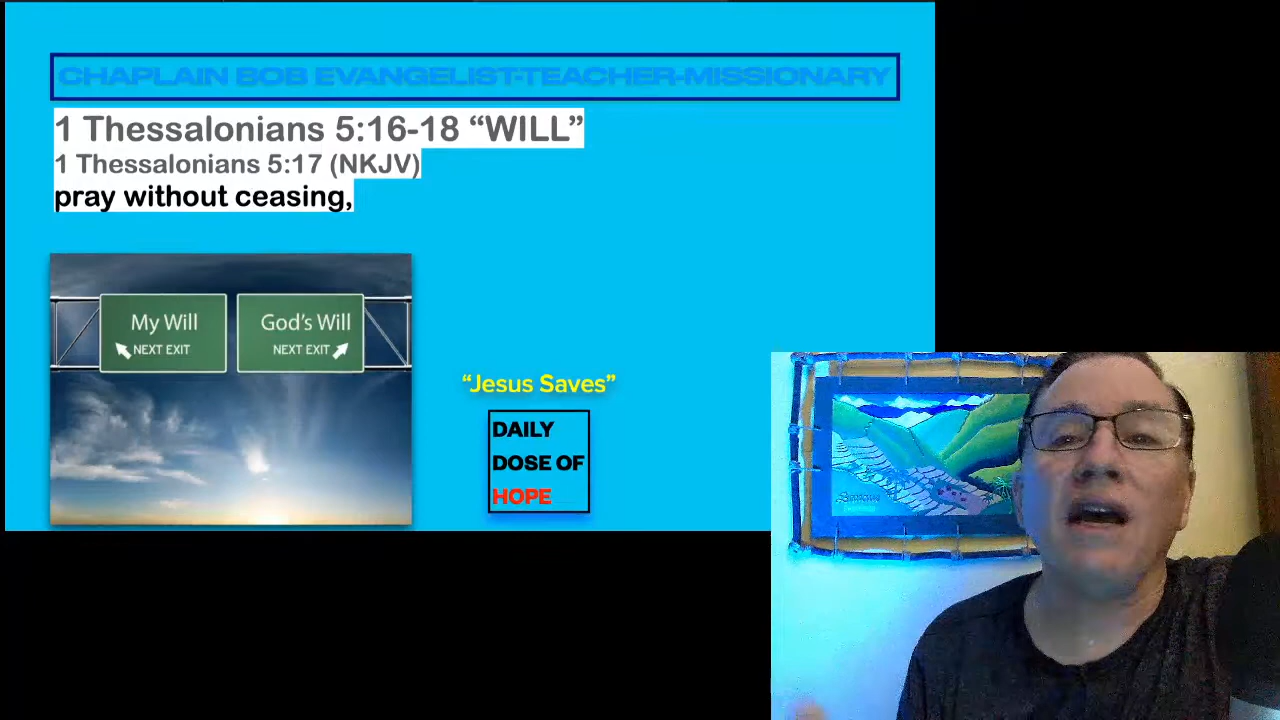 CHAPLAIN BOB EVANGELIST-TEACHER-MISSIONARY
1 Thessalonians 5:16-18 “WILL”
1 Thessalonians 5:17 (NKJV)
pray without ceasing,
My Will
NEXT EXIT
God's Will
NEXT EXIT
“Jesus Saves”
DAILY
DOSE OF
HOPE